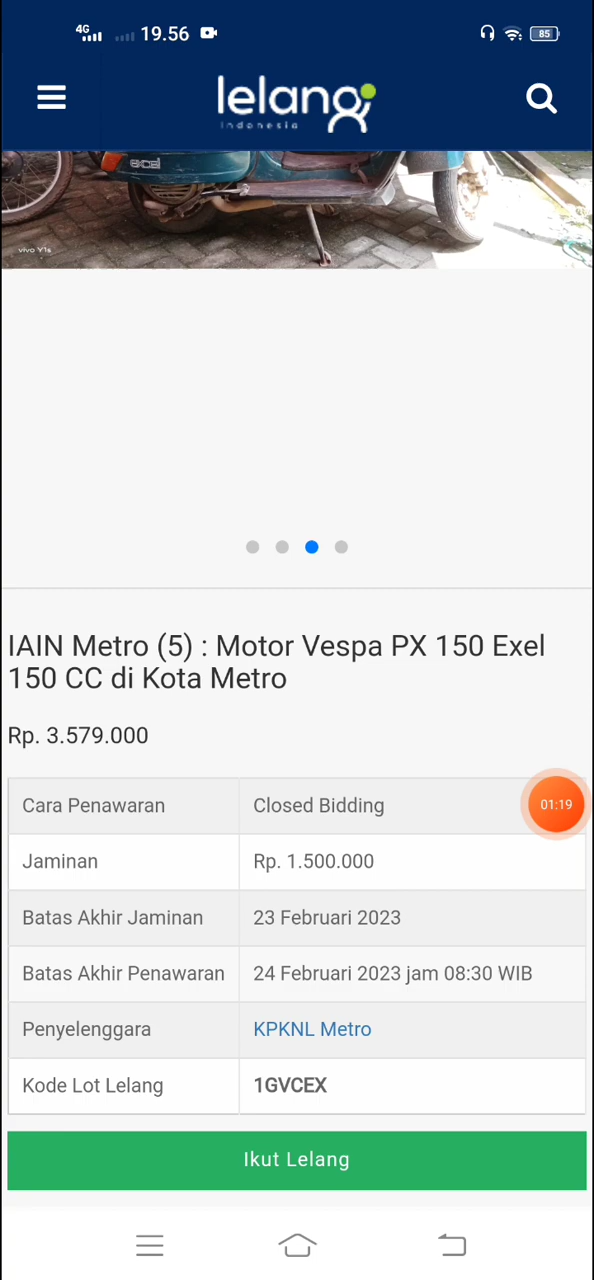 4G 19.56 85
lelang
indonesia
excel
vivo Y1s
IAIN Metro (5) : Motor Vespa PX 150 Exel
150 CC di Kota Metro
Rp. 3.579.000
Cara Penawaran Closed Bidding
01:19
Jaminan Rp. 1.500.000
Batas Akhir Jaminan 23 Februari 2023
Batas Akhir Penawaran 24 Februari 2023 jam 08:30 WIB
Penyelenggara KPKNL Metro
Kode Lot Lelang 1GVCEX
Ikut Lelang